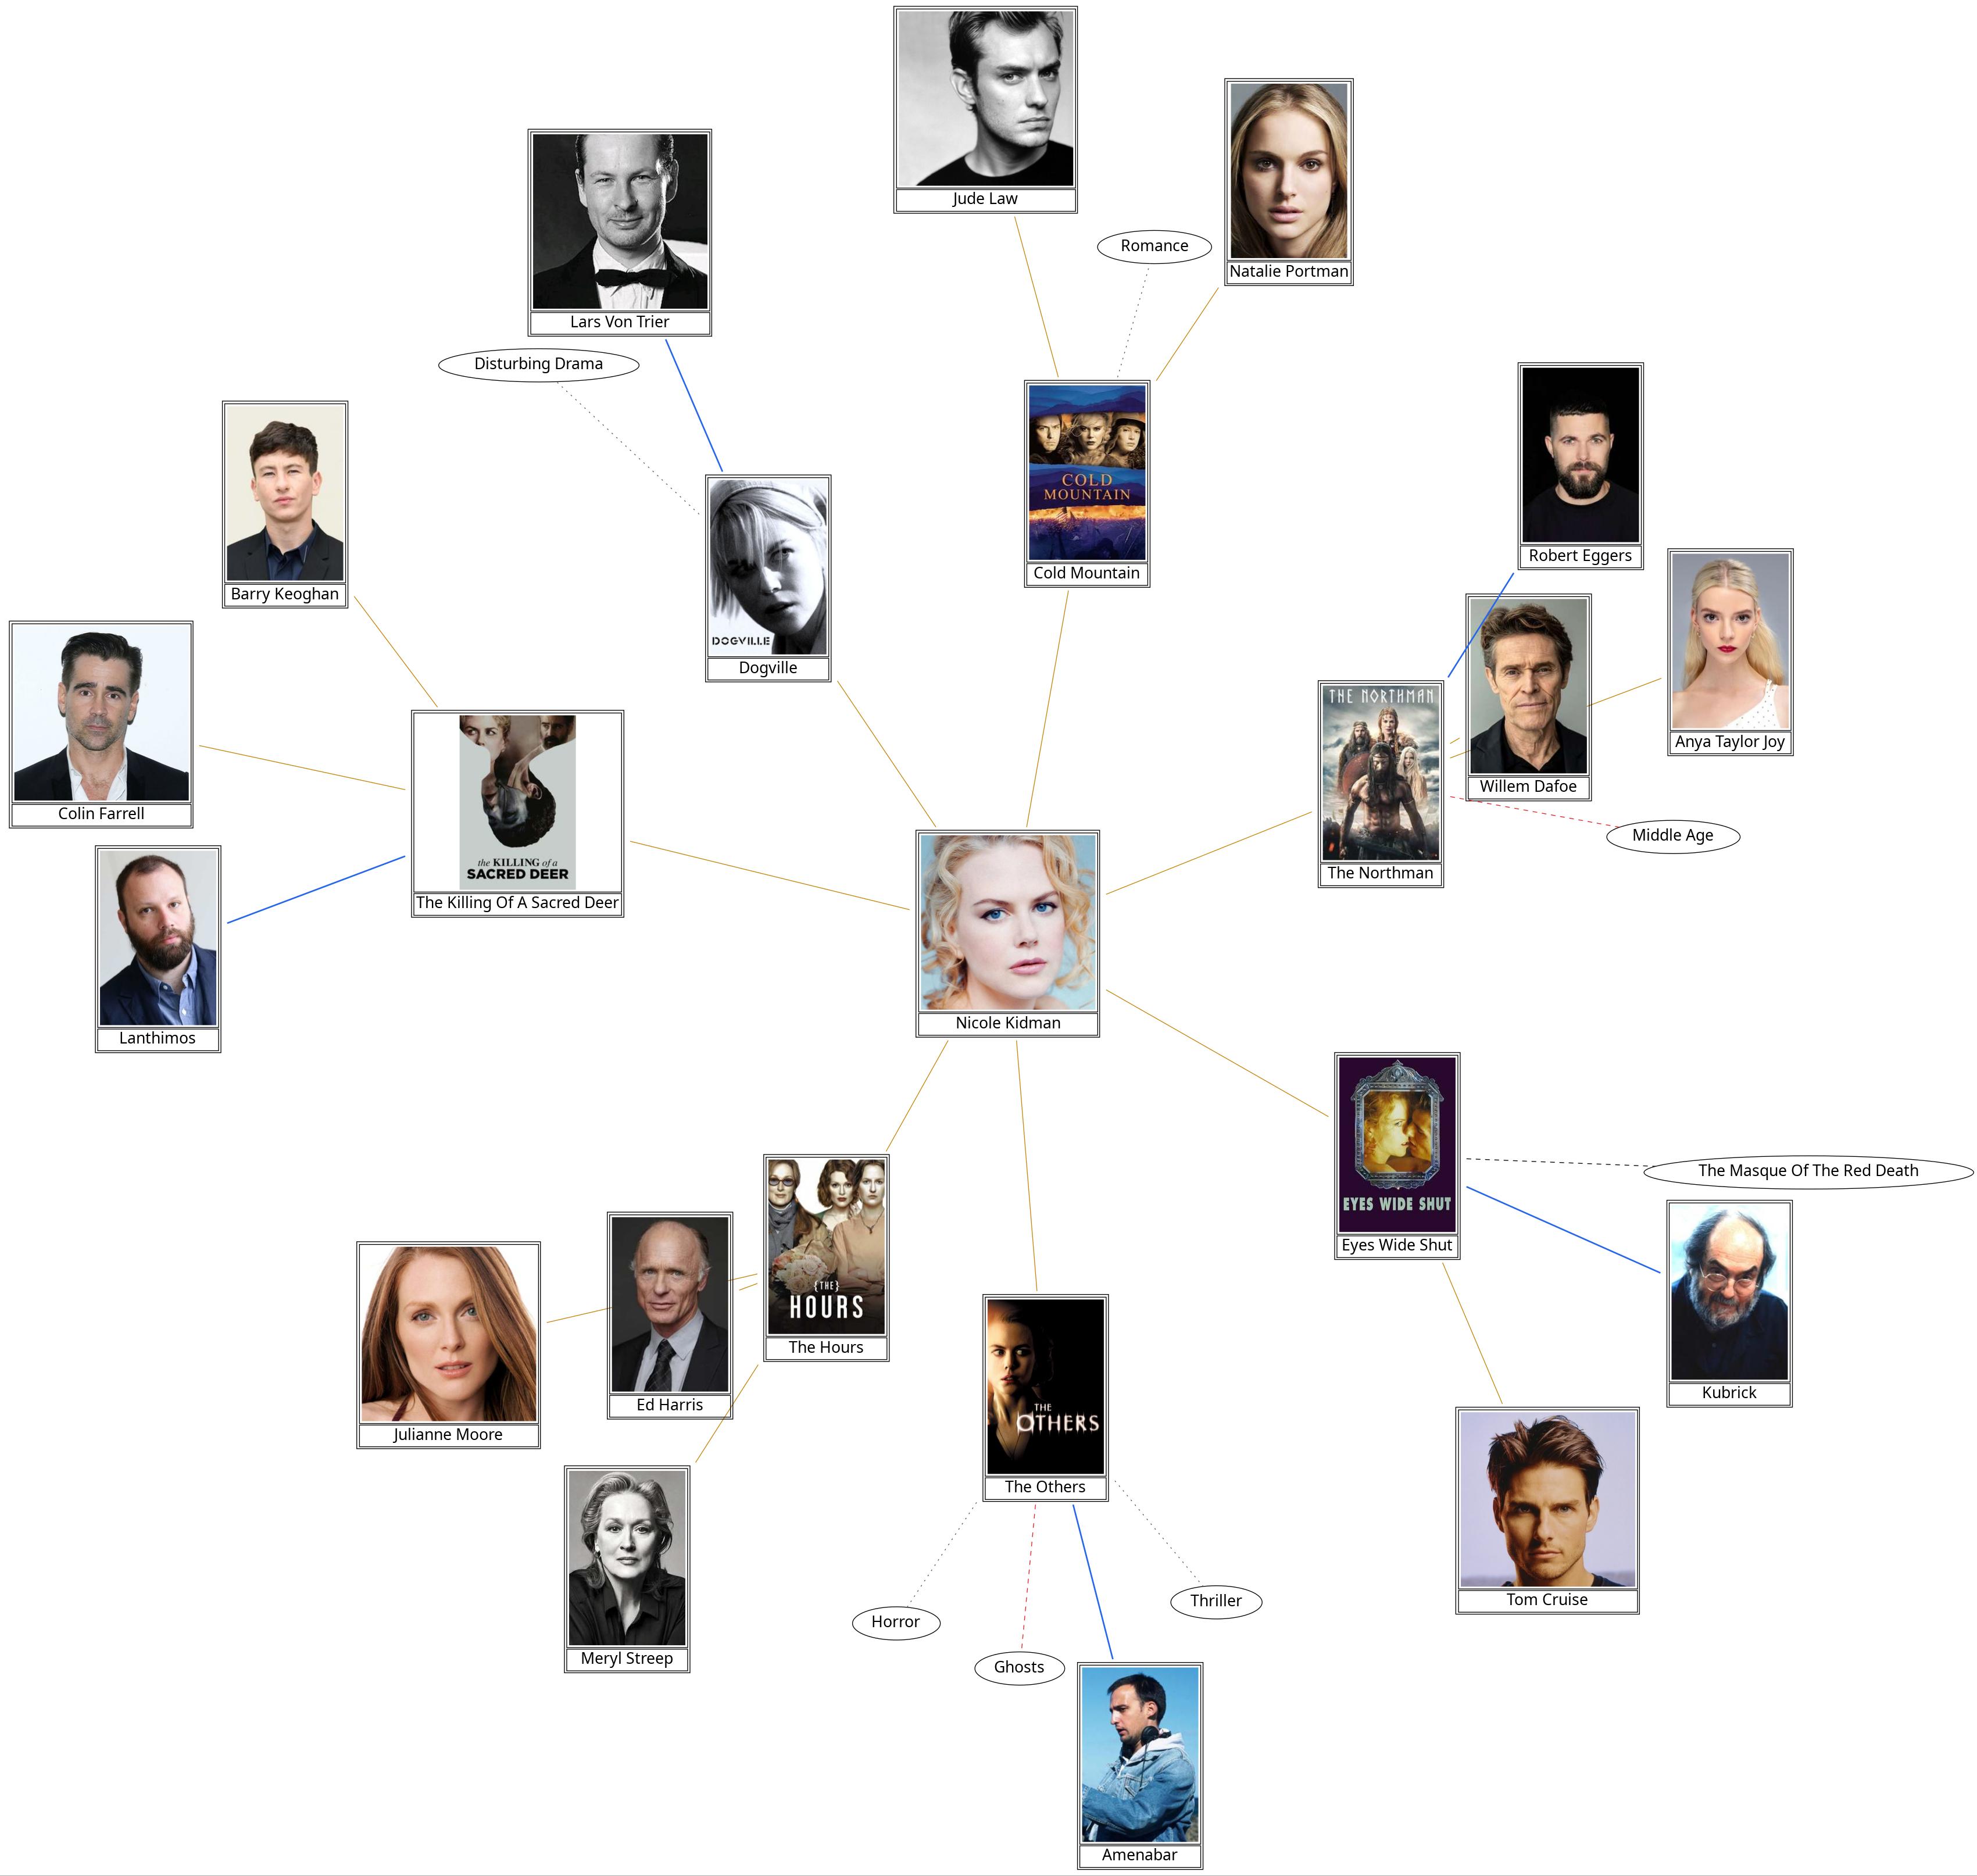 Jude Law
Romance
Natalie Portman
Lars Von Trier
Disturbing Drama
COLD
MOUNTAIN
Cold Mountain
Robert Eggers
Barry Keoghan
DOGVILLE
Dogville
THE NORTHMAN
The Northman
Willem Dafoe
Anya Taylor Joy
Middle Age
Colin Farrell
the KILLING of a
SACRED DEER
The Killing Of A Sacred Deer
Lanthimos
Nicole Kidman
EYES WIDE SHUT
Eyes Wide Shut
The Masque Of The Red Death
Kubrick
Tom Cruise
{THE}
HOURS
The Hours
Ed Harris
Julianne Moore
Meryl Streep
THE
OTHERS
The Others
Horror
Ghosts
Thriller
Amenabar